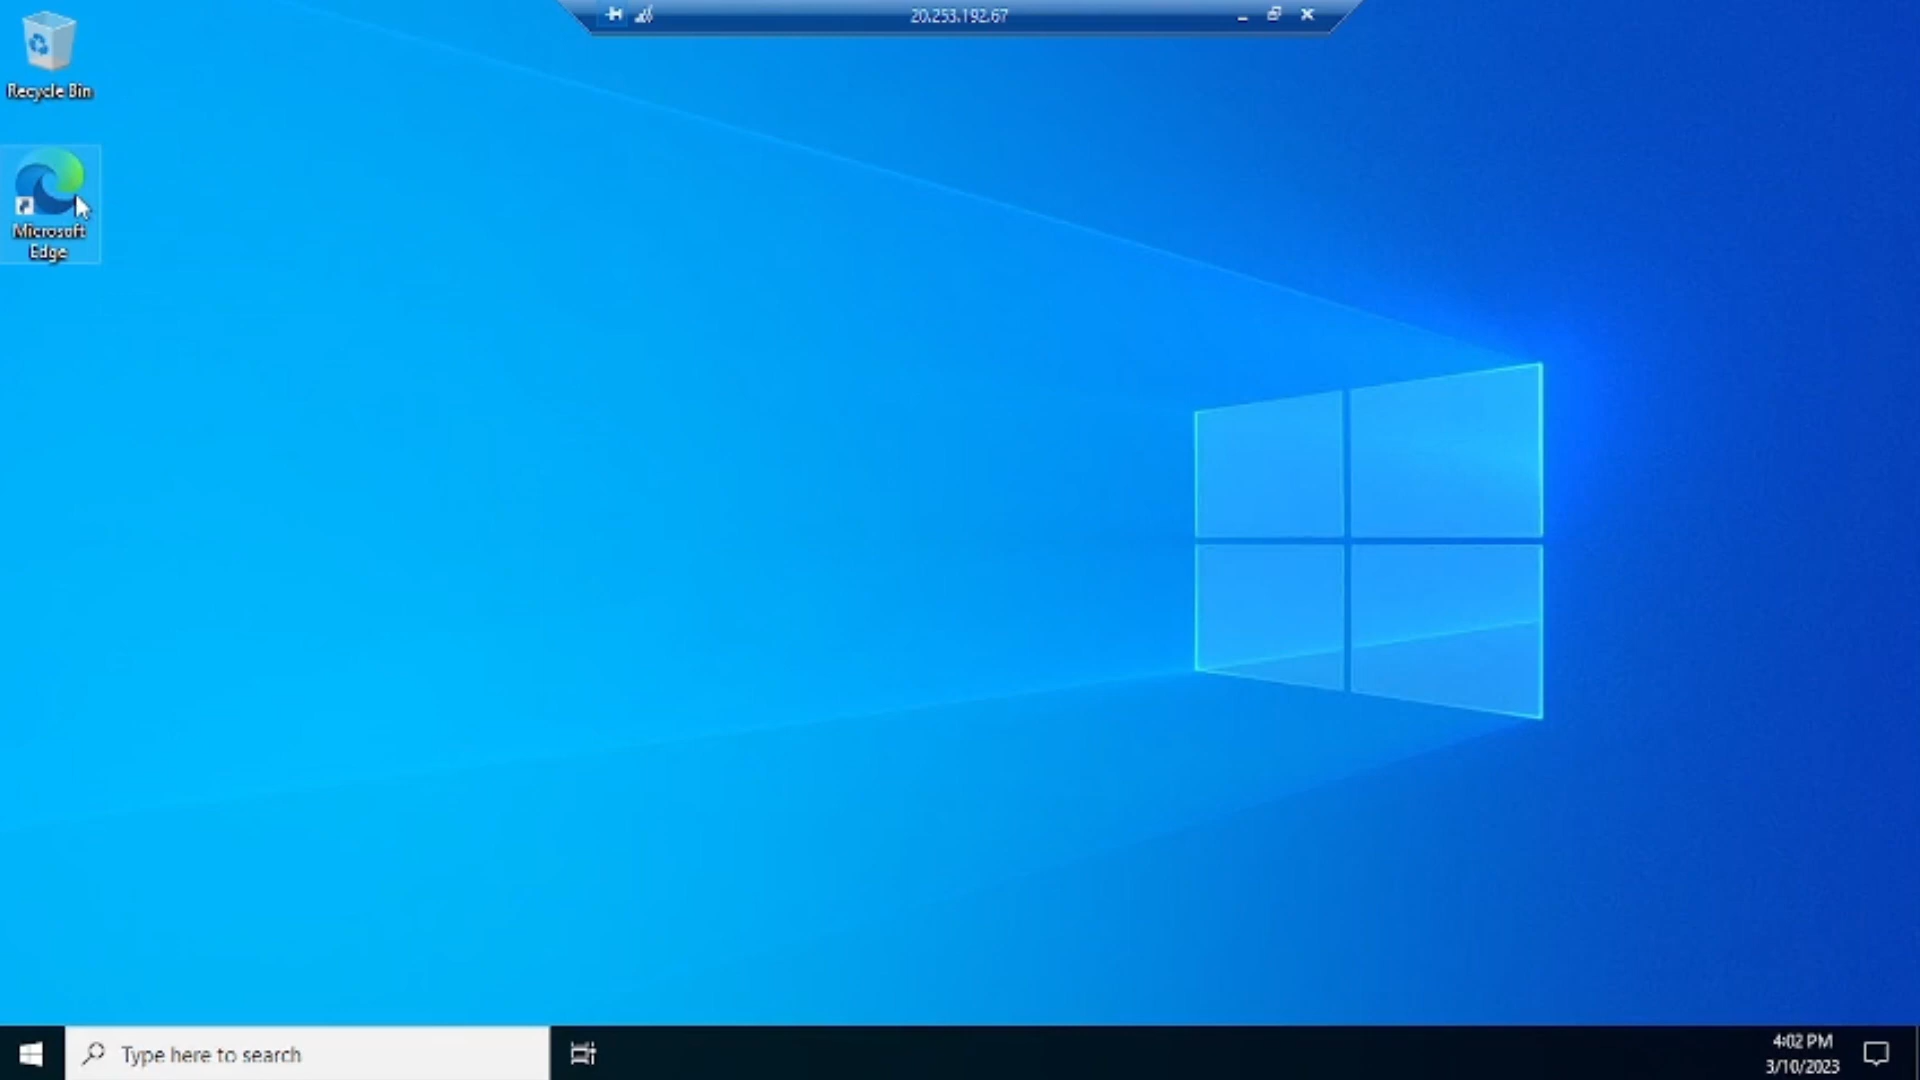 20.253.192.67
Recycle Bin
Microsoft
Edge
Type here to search
4:02 PM
3/10/2023